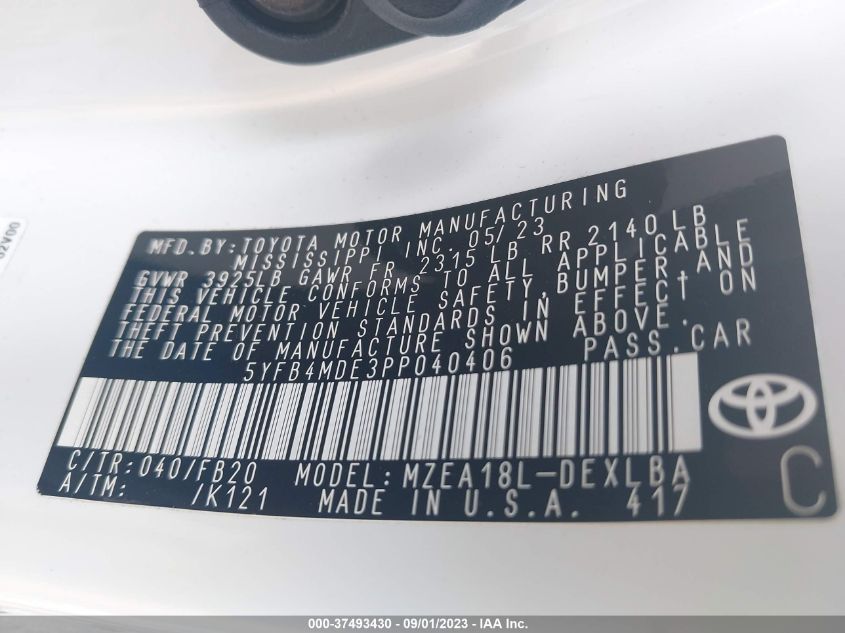 02V00
MFD.BY:TOYOTA MOTOR MANUFACTURING
MISSISSIPPI INC. 05/23
GVWR 3925LB GAWR FR 2315 LB RR 2140LB
THIS VEHICLE CONFORMS TO ALL APPLICABLE
FEDERAL MOTOR VEHICLE SAFETY,BUMPER,AND
THEFT PREVENTION STANDARDS IN EFFECT ON
THE DATE OF MANUFACTURE SHOWN ABOVE.
5YFB4MDE3PP040406 PASS.CAR
C/TR:040/FB20 MODEL:MZEA18L-DEXLBA
A/TM: /K121 MADE IN U.S.A. 417
C
000-37493430 - 09/01/2023 - IAA Inc.